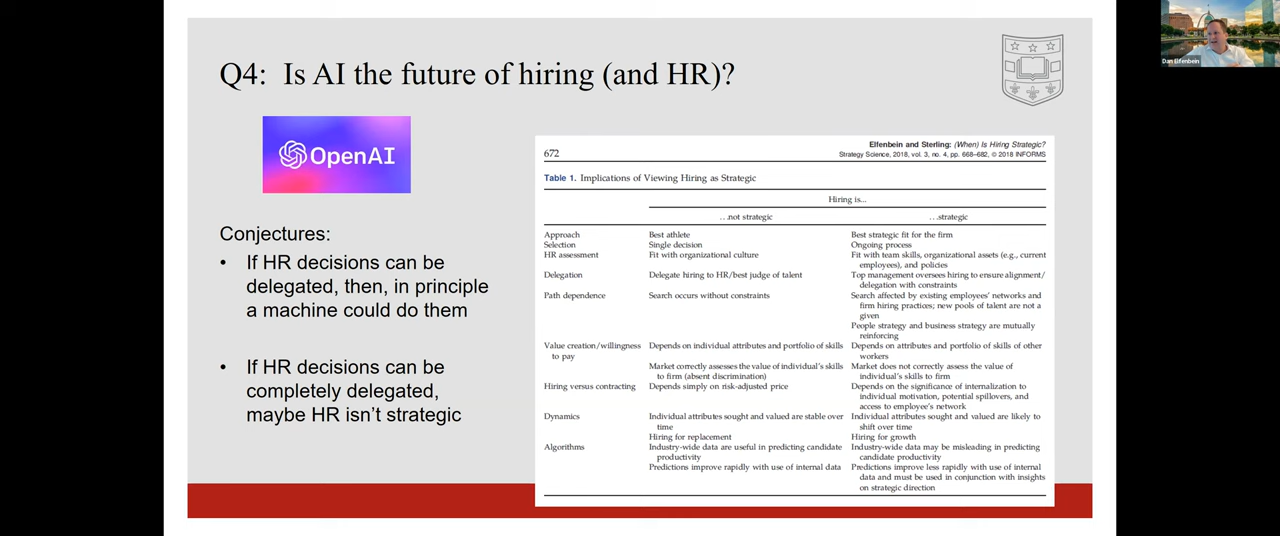 Q4: Is AI the future of hiring (and HR)?
Dan Elfenbein
OpenAI
Conjectures:
• If HR decisions can be
delegated, then, in principle
a machine could do them
• If HR decisions can be
completely delegated,
maybe HR isn't strategic
Elfenbein and Sterling: (When) Is Hiring Strategic?
672
Strategy Science, 2018, vol. 3, no. 4, pp. 668–682, © 2018 INFORMS
Table 1. Implications of Viewing Hiring as Strategic
Hiring is...
...not strategic
...strategic
Approach
Best athlete
Best strategic fit for the firm
Selection
Single decision
Ongoing process
HR assessment
Fit with organizational culture
Fit with team skills, organizational assets (e.g., current
employees), and policies
Delegation
Delegate hiring to HR/best judge of talent
Top management oversees hiring to ensure alignment/
delegation with constraints
Path dependence
Search occurs without constraints
Search affected by existing employees' networks and
firm hiring practices; new pools of talent are not a
given
People strategy and business strategy are mutually
reinforcing
Value creation/willingness
to pay
Depends on individual attributes and portfolio of skills
Depends on attributes and portfolio of skills of other
workers
Market correctly assesses the value of individual's skills
to firm (absent discrimination)
Market does not correctly assess the value of
individual's skills to firm
Hiring versus contracting
Depends simply on risk-adjusted price
Depends on the significance of internalization to
individual motivation, potential spillovers, and
access to employee's network
Dynamics
Individual attributes sought and valued are stable over
time
Individual attributes sought and valued are likely to
shift over time
Hiring for replacement
Hiring for growth
Algorithms
Industry-wide data are useful in predicting candidate
productivity
Industry-wide data may be misleading in predicting
candidate productivity
Predictions improve rapidly with use of internal data
Predictions improve less rapidly with use of internal
data and must be used in conjunction with insights
on strategic direction